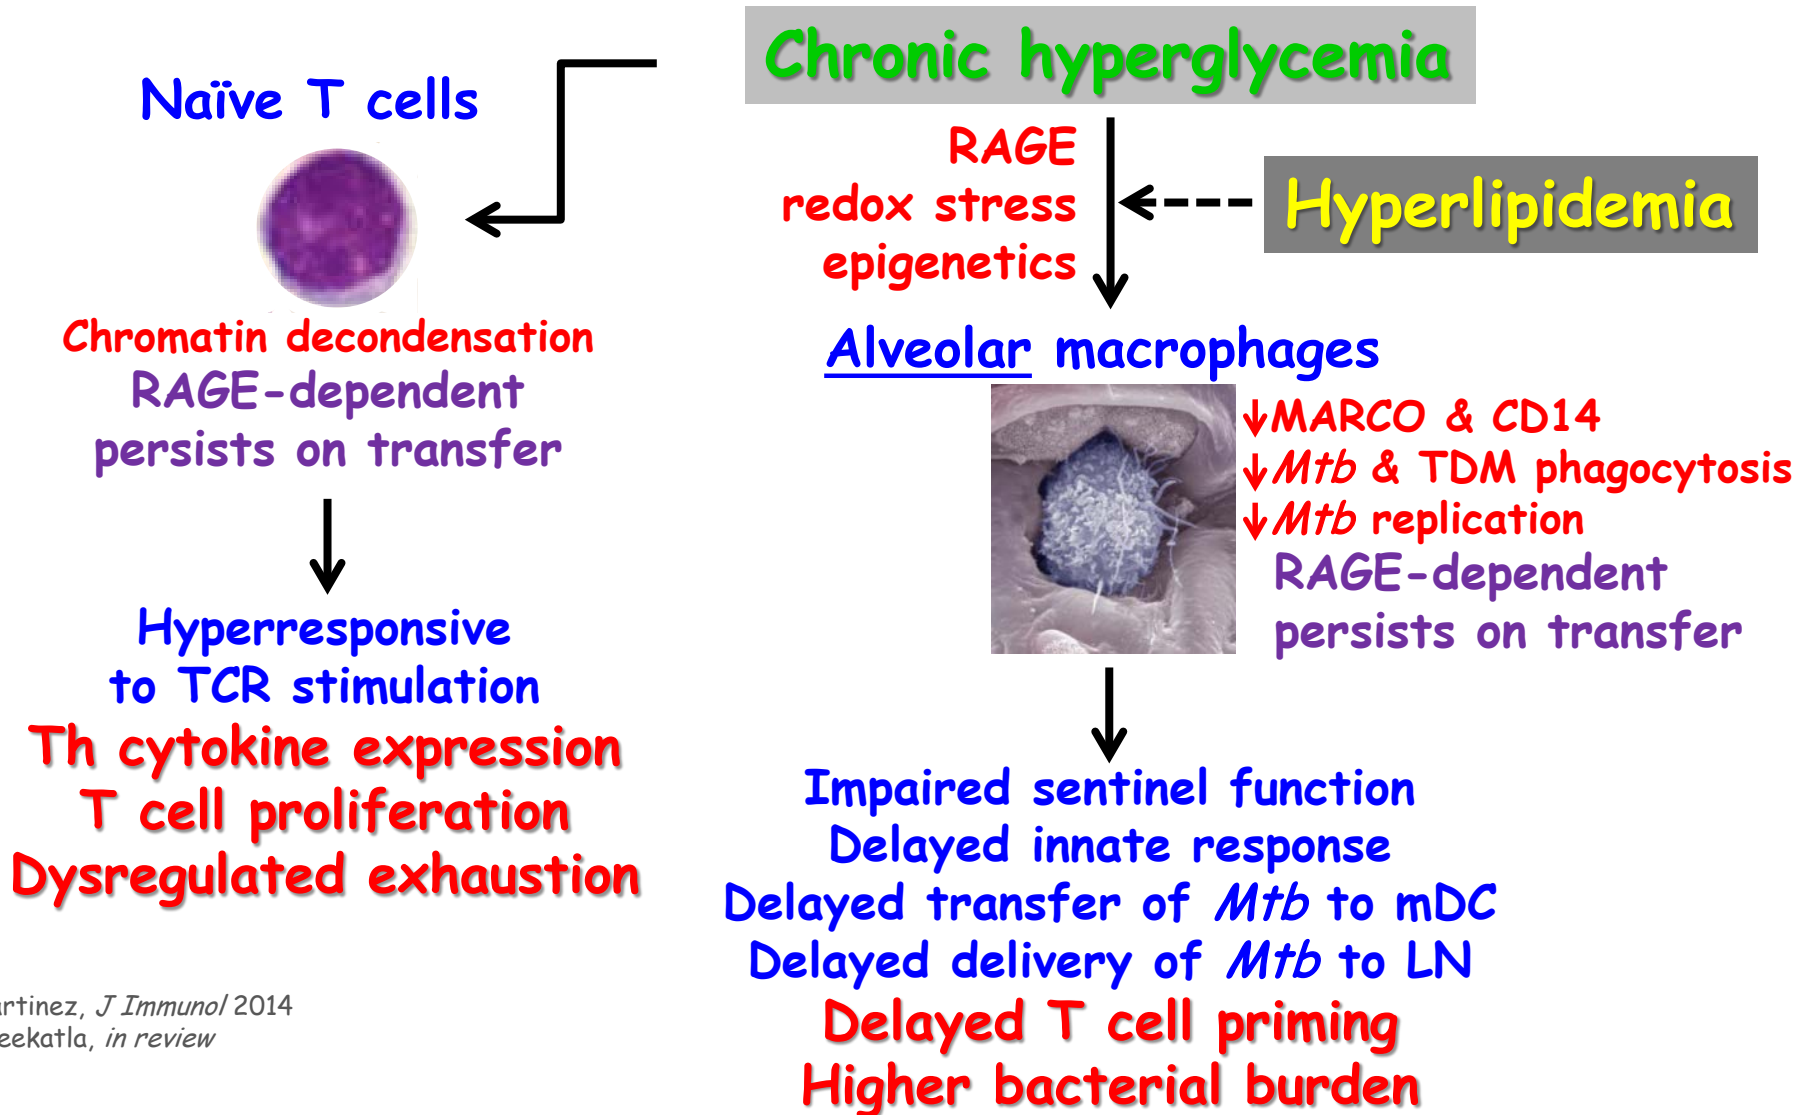 Chronic hyperglycemia
Naïve T cells
RAGE
redox stress
epigenetics
Hyperlipidemia
Chromatin decondensation
RAGE-dependent
persists on transfer
Hyperresponsive
to TCR stimulation
Th cytokine expression
T cell proliferation
Dysregulated exhaustion
Alveolar macrophages
↓MARCO & CD14
↓Mtb & TDM phagocytosis
↓Mtb replication
RAGE-dependent
persists on transfer
Impaired sentinel function
Delayed innate response
Delayed transfer of Mtb to mDC
Delayed delivery of Mtb to LN
Delayed T cell priming
Higher bacterial burden
J Immunol 2014
in review